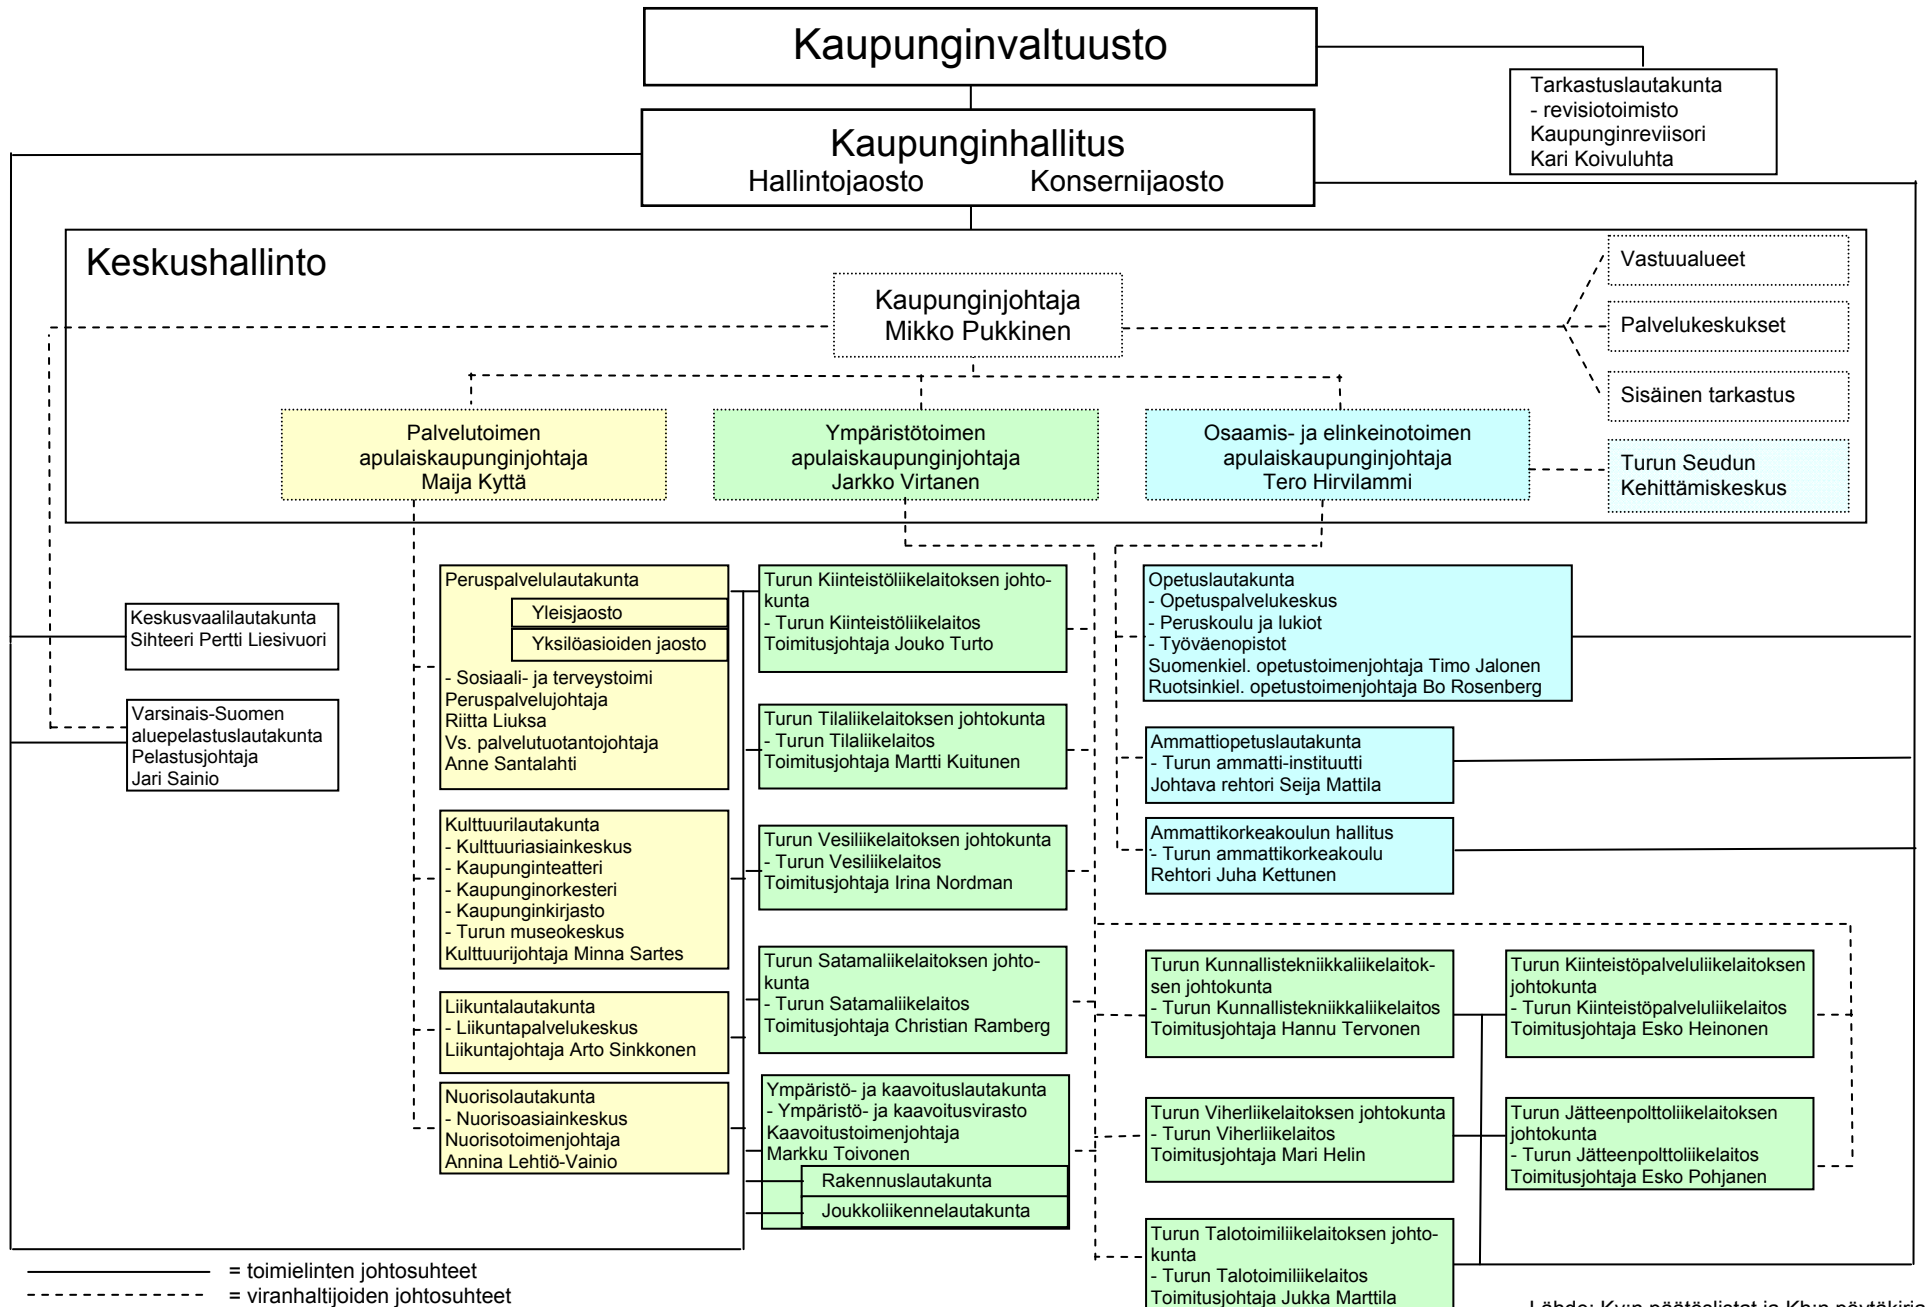 Kaupunginvaltuusto
Tarkastuslautakunta
- revisiotoimisto
Kaupunginreviisori
Kari Koivuluhta
Kaupunginhallitus
Hallintojaosto Konsernijaosto
Keskushallinto
Kaupunginjohtaja
Mikko Pukkinen
Vastuualueet
Palvelukeskukset
Sisäinen tarkastus
Palvelutoimen
apulaiskaupunginjohtaja
Maija Kyttä
Ympäristötoimen
apulaiskaupunginjohtaja
Jarkko Virtanen
Osaamis- ja elinkeinotoimen
apulaiskaupunginjohtaja
Tero Hirvilammi
Turun Seudun
Kehittämiskeskus
Keskusvaalilautakunta
Sihteeri Pertti Liesivuori
Varsinais-Suomen
aluepelastuslautakunta
Pelastusjohtaja
Jari Sainio
Peruspalvelulautakunta
Yleisjaosto
Yksilöasioiden jaosto
- Sosiaali- ja terveystoimi
Peruspalvelujohtaja
Riitta Liuksa
Vs. palvelutuotantojohtaja
Anne Santalahti
Kulttuurilautakunta
- Kulttuuriasiainkeskus
- Kaupunginteatteri
- Kaupunginorkesteri
- Kaupunginkirjasto
- Turun museokeskus
Kulttuurijohtaja Minna Sartes
Liikuntalautakunta
- Liikuntapalvelukeskus
Liikuntajohtaja Arto Sinkkonen
Nuorisolautakunta
- Nuorisoasiainkeskus
Nuorisotoimenjohtaja
Annina Lehtiö-Vainio
Turun Kiinteistöliikelaitoksen johto-
kunta
- Turun Kiinteistöliikelaitos
Toimitusjohtaja Jouko Turto
Turun Tilaliikelaitoksen johtokunta
- Turun Tilaliikelaitos
Toimitusjohtaja Martti Kuitunen
Turun Vesiliikelaitoksen johtokunta
- Turun Vesiliikelaitos
Toimitusjohtaja Irina Nordman
Turun Satamaliikelaitoksen johto-
kunta
- Turun Satamaliikelaitos
Toimitusjohtaja Christian Ramberg
Ympäristö- ja kaavoituslautakunta
- Ympäristö- ja kaavoitusvirasto
Kaavoitustoimenjohtaja
Markku Toivonen
Rakennuslautakunta
Joukkoliikennelautakunta
Opetuslautakunta
- Opetuspalvelukeskus
- Peruskoulu ja lukiot
- Työväenopistot
Suomenkiel. opetustoimenjohtaja Timo Jalonen
Ruotsinkiel. opetustoimenjohtaja Bo Rosenberg
Ammattiopetuslautakunta
- Turun ammatti-instituutti
Johtava rehtori Seija Mattila
Ammattikorkeakoulun hallitus
- Turun ammattikorkeakoulu
Rehtori Juha Kettunen
Turun Kunnallistekniikkaliikelaitok-
sen johtokunta
- Turun Kunnallistekniikkaliikelaitos
Toimitusjohtaja Hannu Tervonen
Turun Kiinteistöpalveluliikelaitoksen
johtokunta
- Turun Kiinteistöpalveluliikelaitos
Toimitusjohtaja Esko Heinonen
Turun Viherliikelaitoksen johtokunta
- Turun Viherliikelaitos
Toimitusjohtaja Mari Helin
Turun Jätteenpolttoliikelaitoksen
johtokunta
- Turun Jätteenpolttoliikelaitos
Toimitusjohtaja Esko Pohjanen
Turun Talotoimiliikelaitoksen johto-
kunta
- Turun Talotoimiliikelaitos
Toimitusjohtaja Jukka Marttila
= toimielinten johtosuhteet
= viranhaltijoiden johtosuhteet
Lähde: Kv:n päätöslistat ja Kh:n